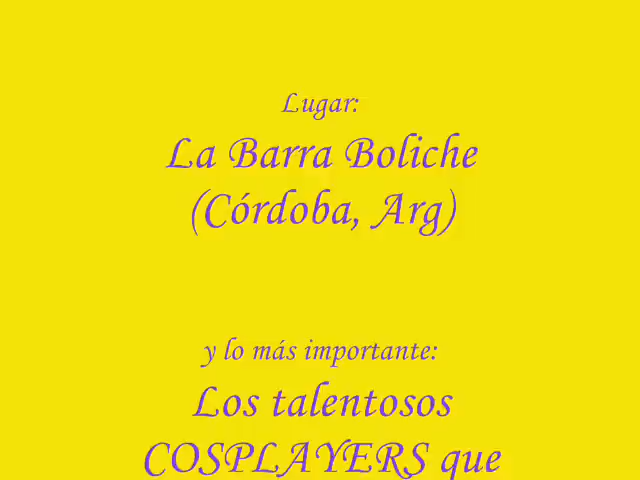 Lugar:
La Barra Boliche
(Córdoba, Arg)
y lo más importante:
Los talentosos
COSPLAYERS que